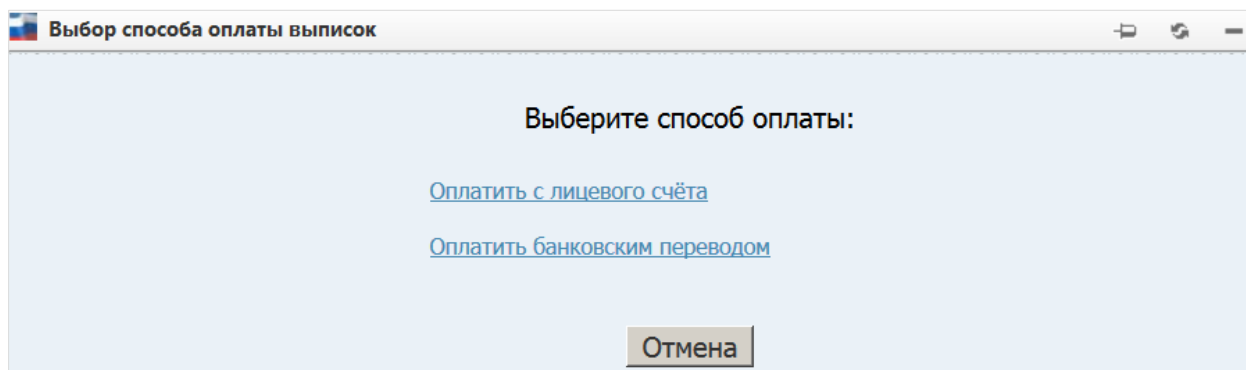 Выбор способа оплаты выписок
Выберите способ оплаты:
Оплатить с лицевого счёта
Оплатить банковским переводом
Отмена